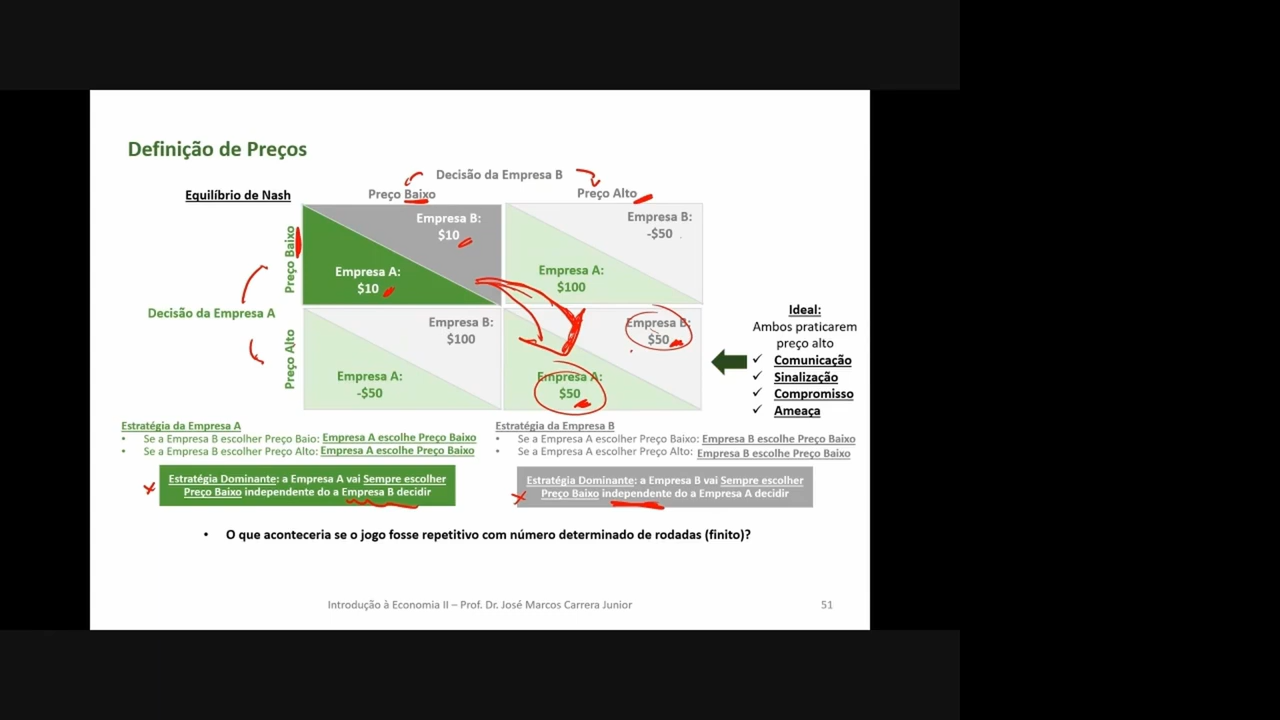 Definição de Preços
Decisão da Empresa B
Equilíbrio de Nash
Preço Baixo
Preço Alto
Preço Baixo
Empresa B:
$10
Empresa A:
$10
Empresa B:
-$50
Empresa A:
$100
Decisão da Empresa A
Preço Alto
Empresa B:
$100
Empresa A:
-$50
Empresa B:
$50
Empresa A:
$50
Ideal:
Ambos praticarem
preço alto
✓ Comunicação
✓ Sinalização
✓ Compromisso
✓ Ameaça
Estratégia da Empresa A
• Se a Empresa B escolher Preço Baio: Empresa A escolhe Preço Baixo
• Se a Empresa B escolher Preço Alto: Empresa A escolhe Preço Baixo
Estratégia Dominante: a Empresa A vai Sempre escolher
Preço Baixo independente do a Empresa B decidir
Estratégia da Empresa B
• Se a Empresa A escolher Preço Baixo: Empresa B escolhe Preço Baixo
• Se a Empresa A escolher Preço Alto: Empresa B escolhe Preço Baixo
Estratégia Dominante: a Empresa B vai Sempre escolher
Preço Baixo independente do a Empresa A decidir
• O que aconteceria se o jogo fosse repetitivo com número determinado de rodadas (finito)?
Introdução à Economia II – Prof. Dr. José Marcos Carrera Junior
51